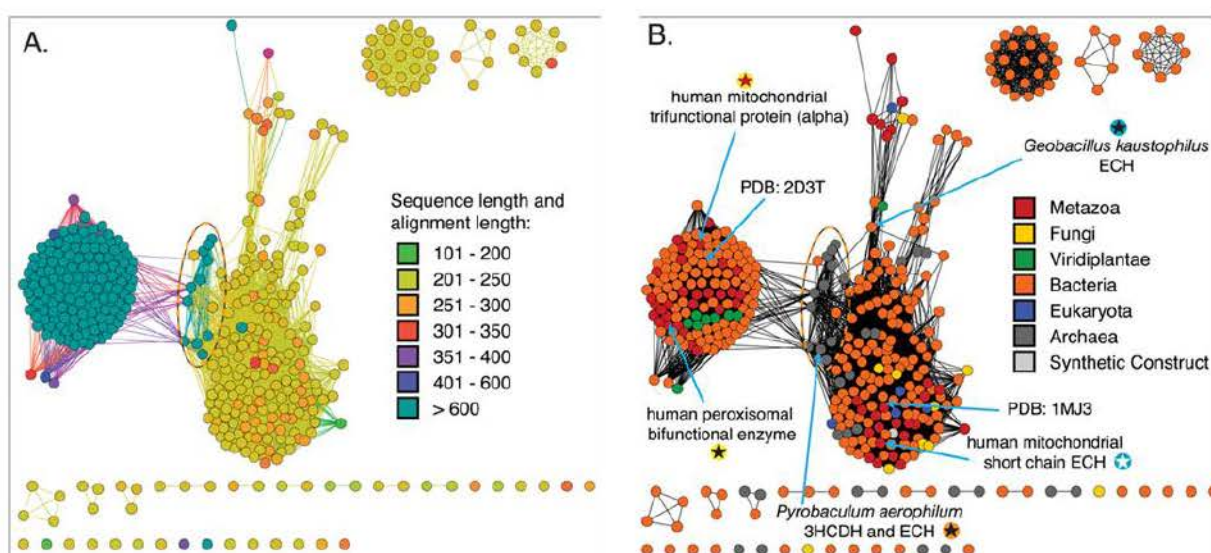 A.
Sequence length and
alignment length:
101 - 200
201 - 250
251 - 300
301 - 350
351 - 400
401 - 600
> 600
B.
human mitochondrial
trifunctional protein (alpha)
PDB: 2D3T
Geobacillus kaustophilus
ECH
Metazoa
Fungi
Viridiplantae
Bacteria
Eukaryota
Archaea
Synthetic Construct
human peroxisomal
bifunctional enzyme
PDB: 1MJ3
human mitochondrial
short chain ECH
Pyrobaculum aerophilum
3HCDH and ECH